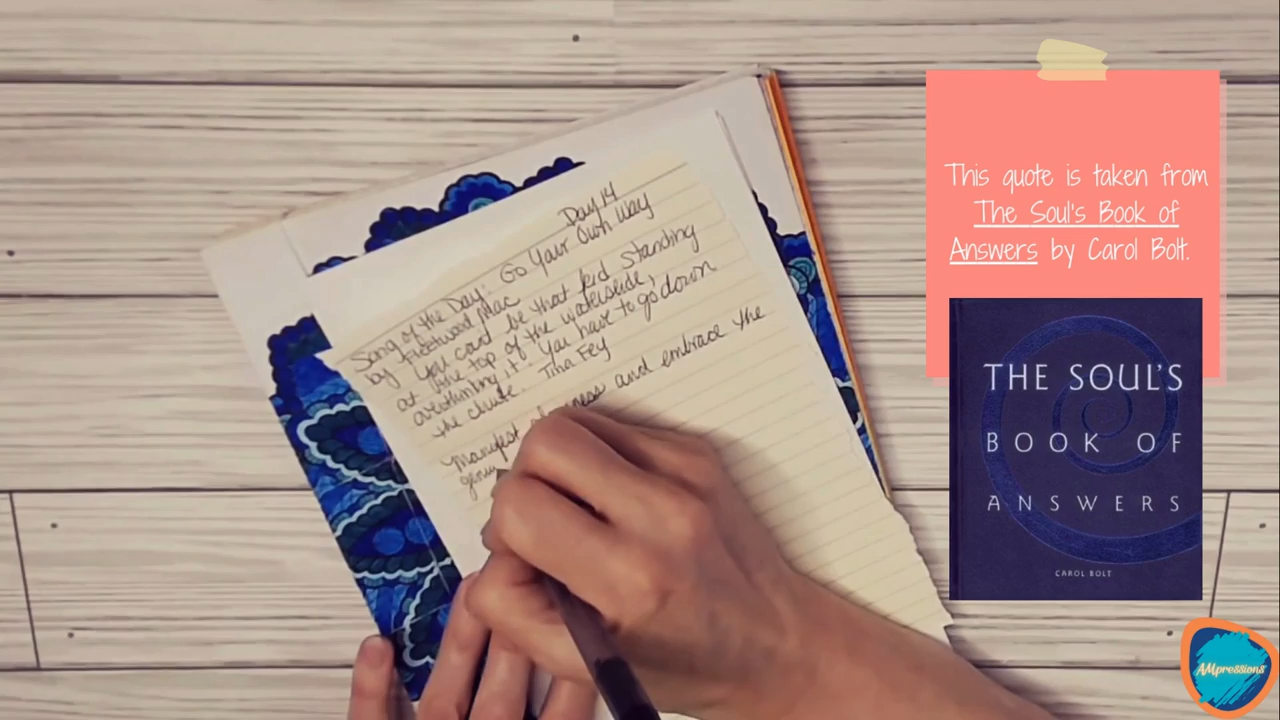 Day 14
Song of the Day: Go Your Own Way
by Fleetwood Mac
You can't be that kid standing
at the top of the waterslide,
overthinking it. You have to go down
the chute. Tina Fey
Manifest and embrace the
This quote is taken from
The Soul's Book of
Answers by Carol Bolt.
THE SOUL'S
BOOK OF
ANSWERS
CAROL BOLT
AMpressions